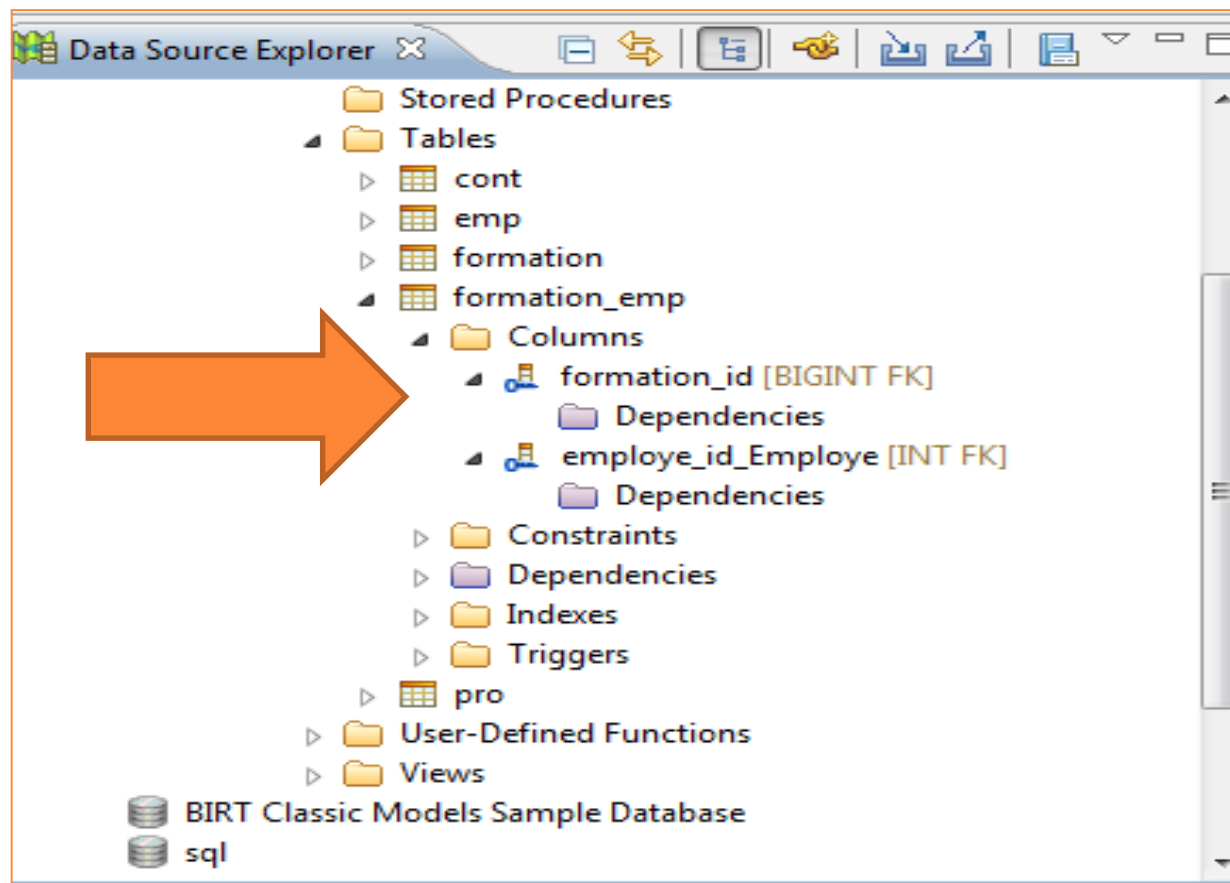 Data Source Explorer
Stored Procedures
Tables
cont
emp
formation
formation_emp
Columns
formation_id [BIGINT FK]
Dependencies
employe_id_Employe [INT FK]
Dependencies
Constraints
Dependencies
Indexes
Triggers
pro
User-Defined Functions
Views
BIRT Classic Models Sample Database
sql